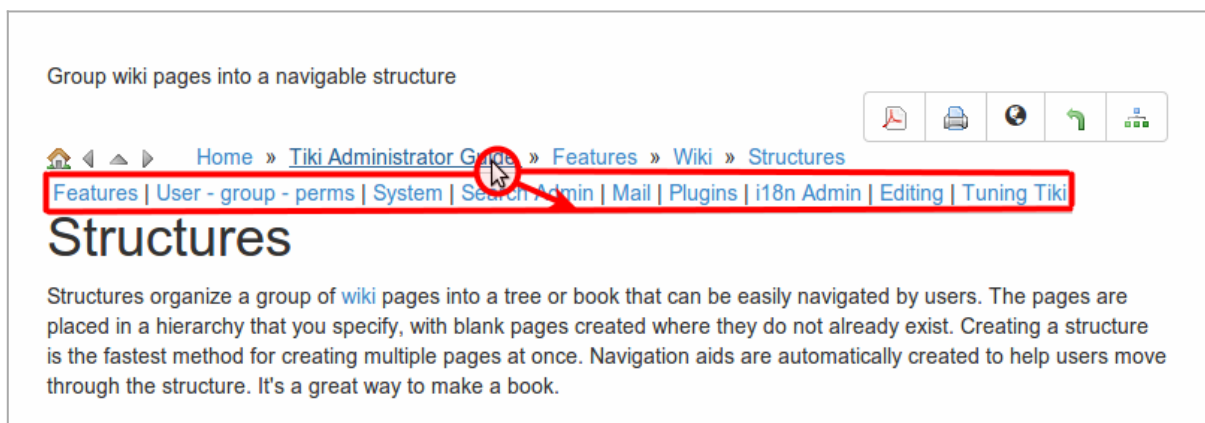 Group wiki pages into a navigable structure
Home » Tiki Administrator Guide » Features » Wiki » Structures
Features | User - group - perms | System | Search Admin | Mail | Plugins | i18n Admin | Editing | Tuning Tiki
Structures
Structures organize a group of wiki pages into a tree or book that can be easily navigated by users. The pages are
placed in a hierarchy that you specify, with blank pages created where they do not already exist. Creating a structure
is the fastest method for creating multiple pages at once. Navigation aids are automatically created to help users move
through the structure. It's a great way to make a book.